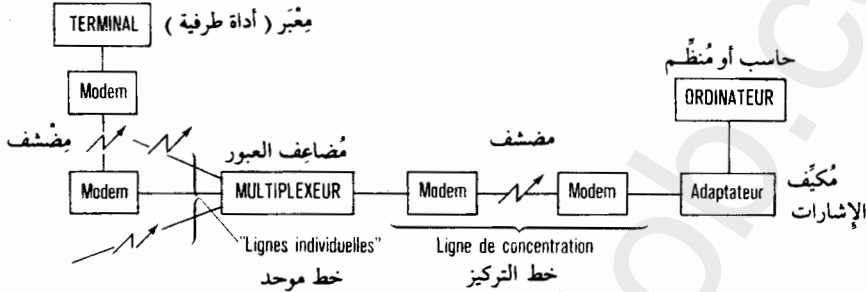 TERMINAL
مِعْبَر ( أداة طرفية )
Modem
مِضْشف
Modem
مُضاعِف العبور
MULTIPLEXEUR
مضشف
Modem
Modem
حاسب أو مُنظِّم
ORDINATEUR
Adaptateur
مُكيِّف
الإشارات
"Lignes individuelles"
خط موحد
Ligne de concentration
خط التركيز